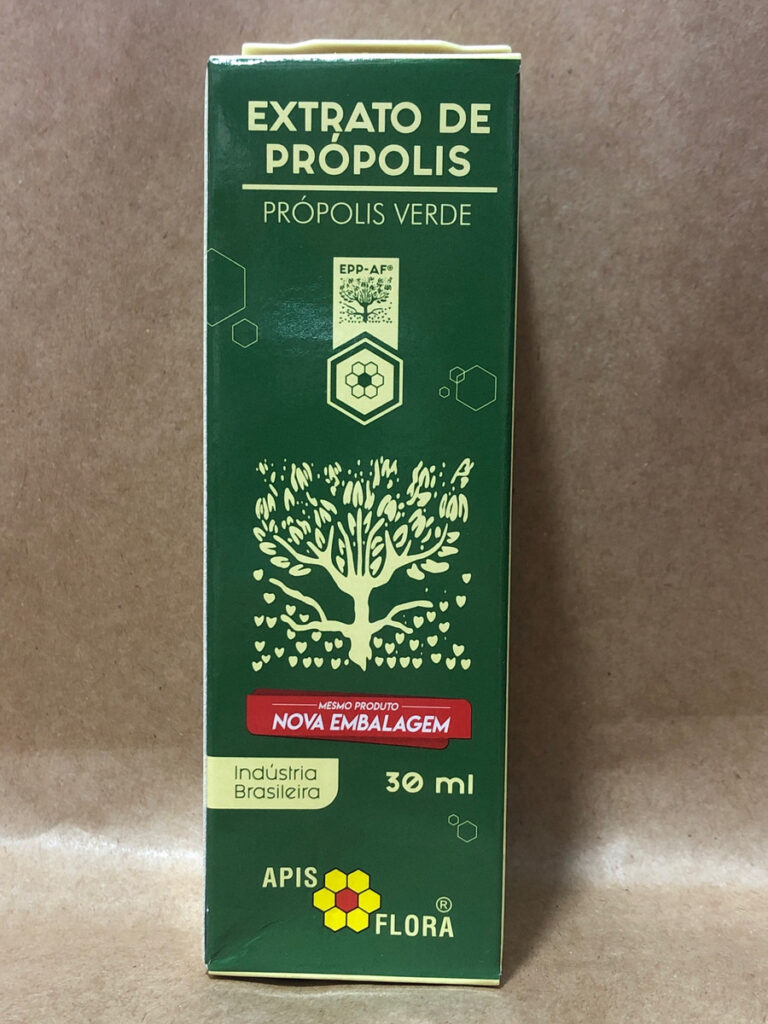 EXTRATO DE
PRÓPOLIS
PRÓPOLIS VERDE
EPP-AF®
MESMO PRODUTO
NOVA EMBALAGEM
Indústria
Brasileira
30 ml
APIS
FLORA ®